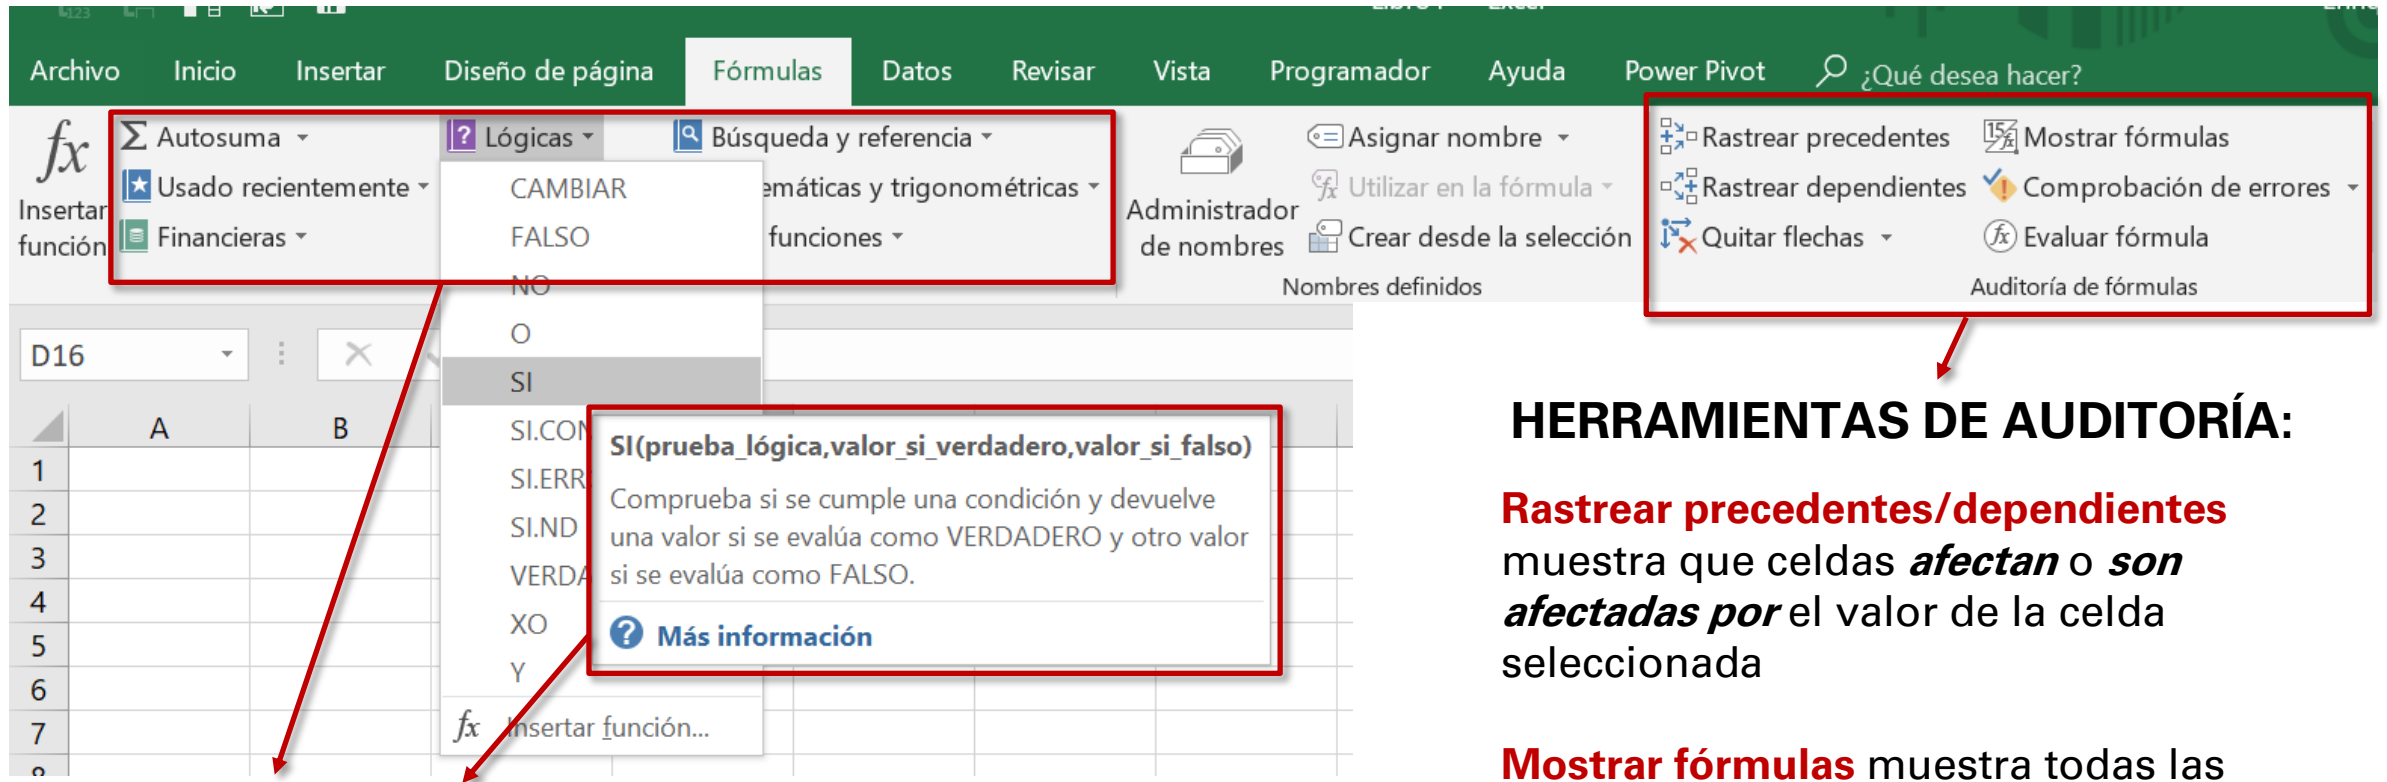 Archivo Inicio Insertar Diseño de página Fórmulas Datos Revisar Vista Programador Ayuda Power Pivot ¿Qué desea hacer?
fx Insertar función
Σ Autosuma
Usado recientemente
Financieras
Lógicas
Búsqueda y referencia
emáticas y trigonométricas
funciones
Administrador de nombres
Asignar nombre
Utilizar en la fórmula
Crear desde la selección
Nombres definidos
Rastrear precedentes
Rastrear dependientes
Quitar flechas
Mostrar fórmulas
Comprobación de errores
Evaluar fórmula
Auditoría de fórmulas
CAMBIAR
FALSO
NO
O
SI
SI.CON
SI.ERR
SI.ND
VERDA
XO
Y
fx Insertar función...
D16
A B
1
2
3
4
5
6
7
8
SI(prueba_lógica,valor_si_verdadero,valor_si_falso)
Comprueba si se cumple una condición y devuelve
una valor si se evalúa como VERDADERO y otro valor
si se evalúa como FALSO.
Más información
HERRAMIENTAS DE AUDITORÍA:
Rastrear precedentes/dependientes
muestra que celdas afectan o son
afectadas por el valor de la celda
seleccionada
Mostrar fórmulas muestra todas las